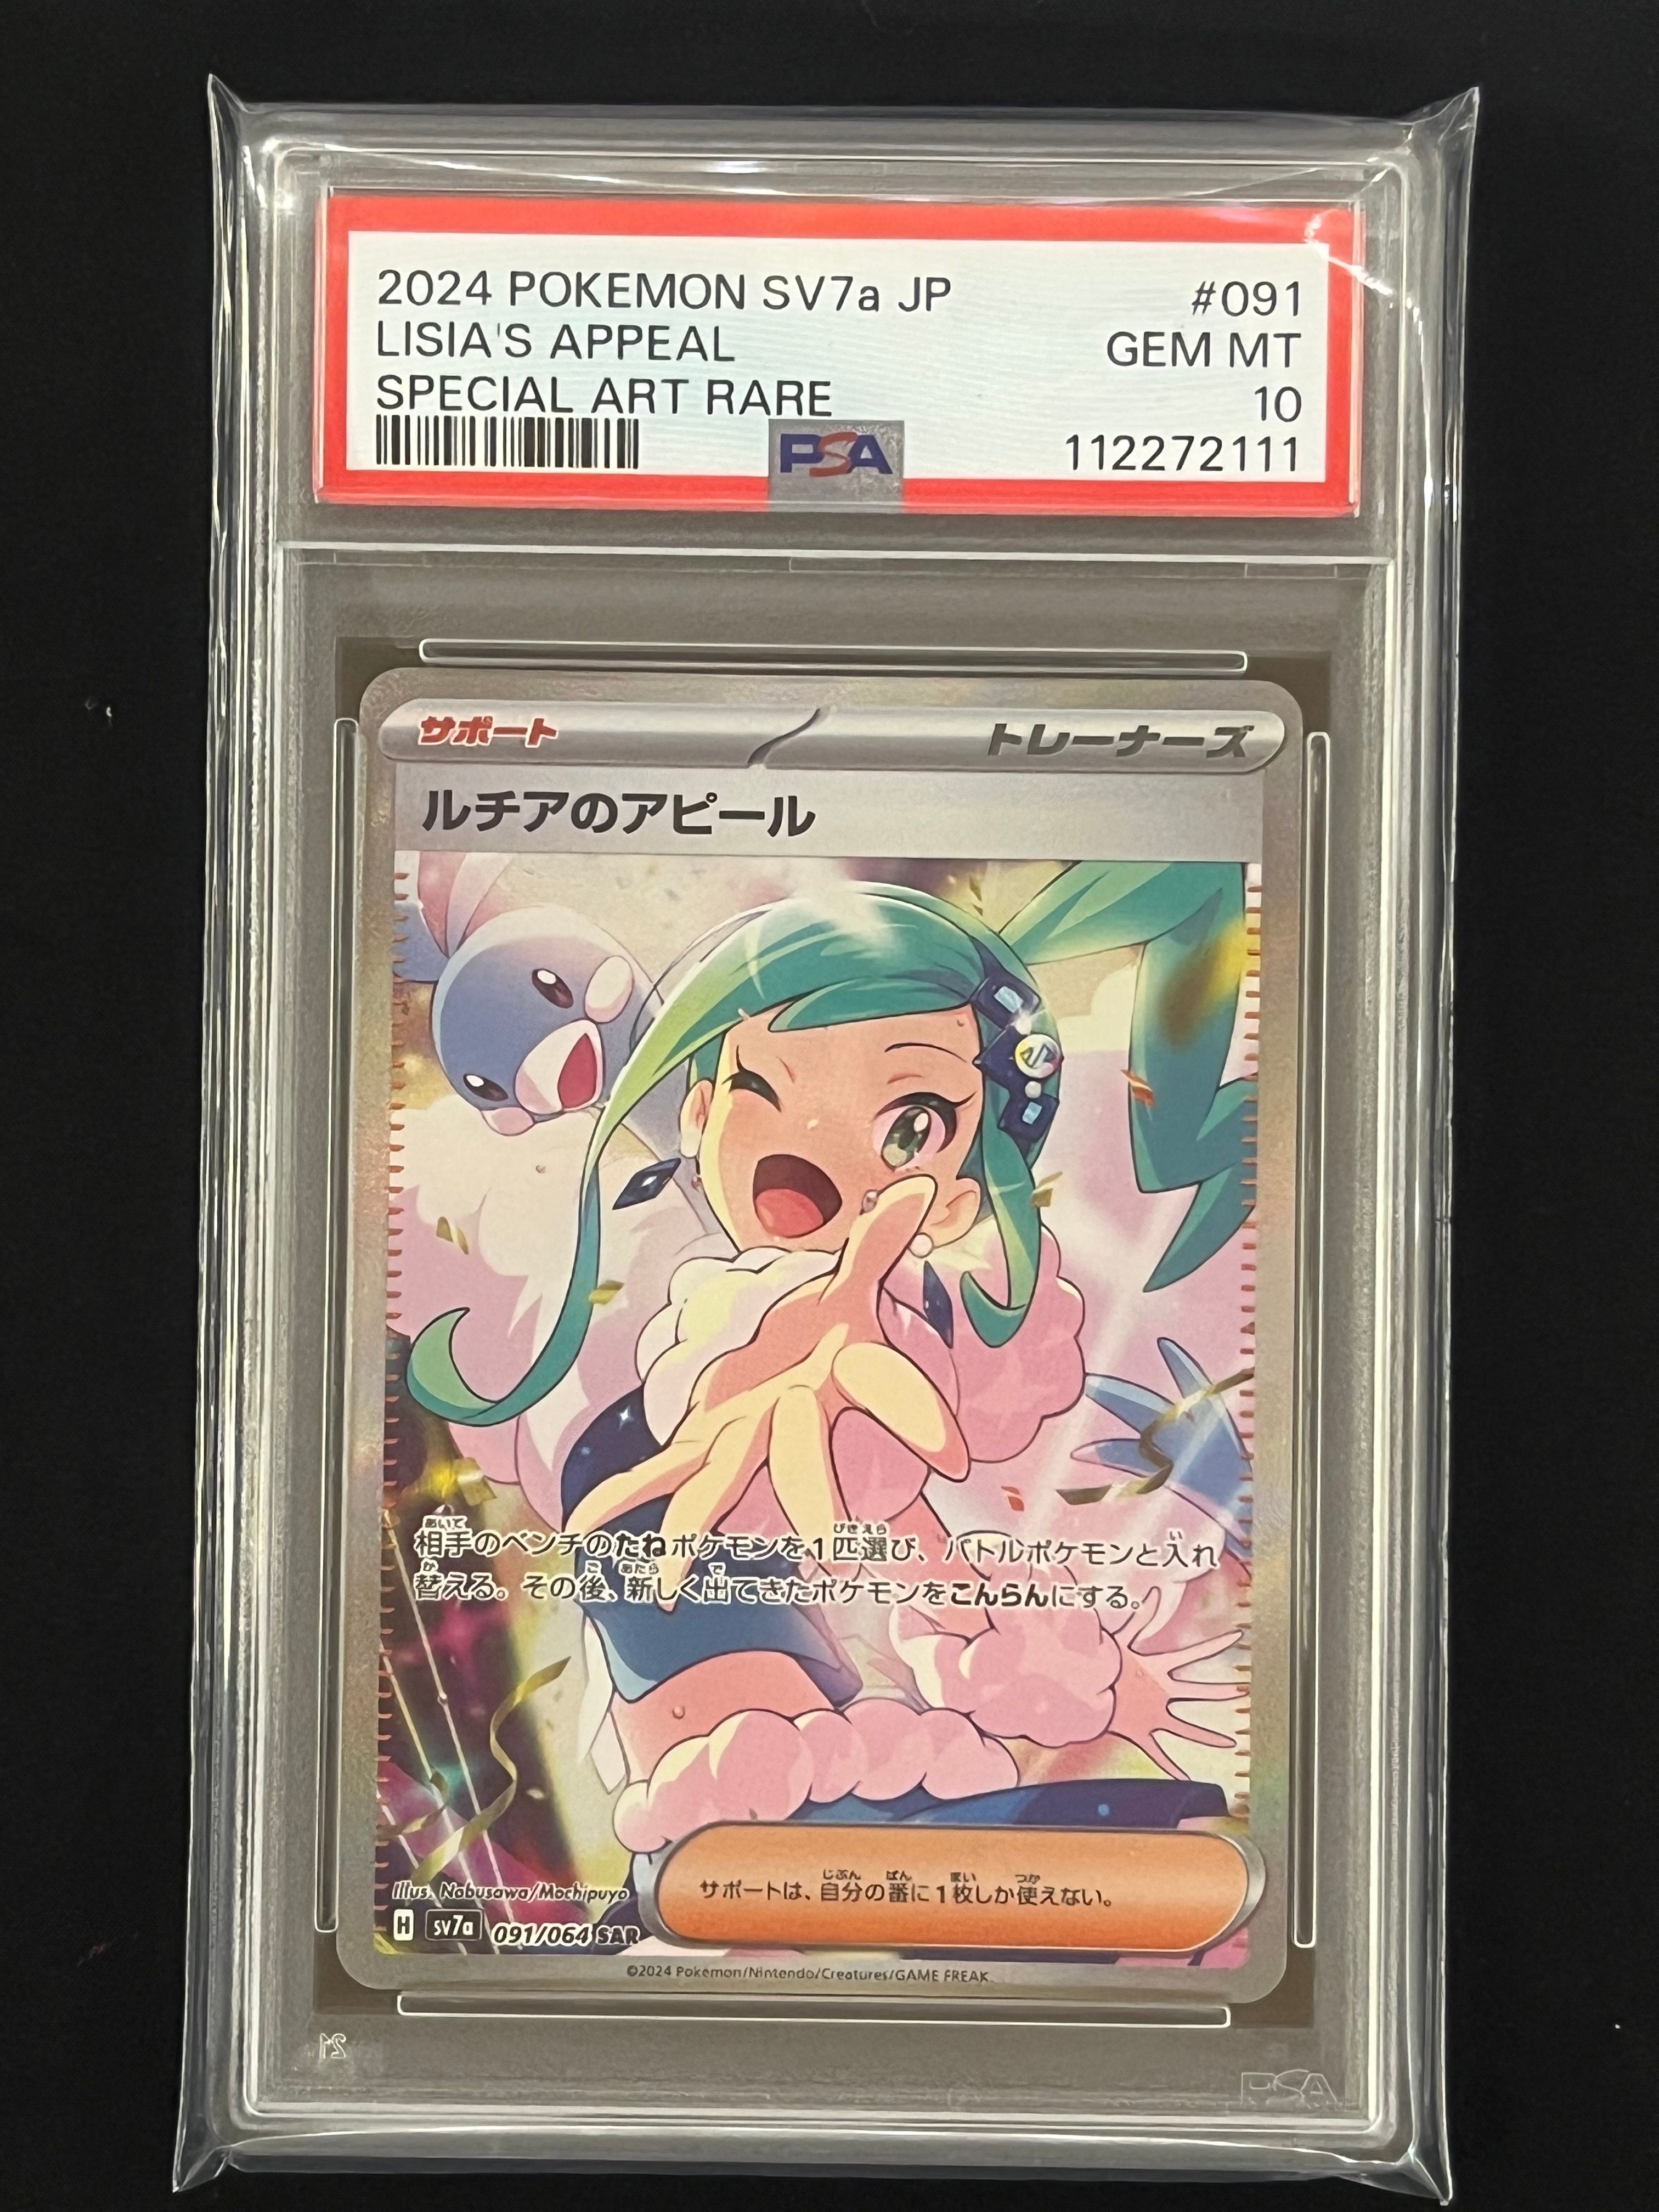 2024 POKEMON SV7a JP #091
LISIA'S APPEAL GEM MT
SPECIAL ART RARE 10
PSA 112272111
サポート トレーナーズ
ルチアのアピール
相手のベンチのたねポケモンを1匹選び、バトルポケモンと入れ
替える。その後、新しく出てきたポケモンをこんらんにする。
サポートは、自分の番に1枚しか使えない。
Illus. Nobusawa/Mochipuyo
H sv7a 091/064 SAR
©2024 Pokémon/Nintendo/Creatures/GAME FREAK.
PSA